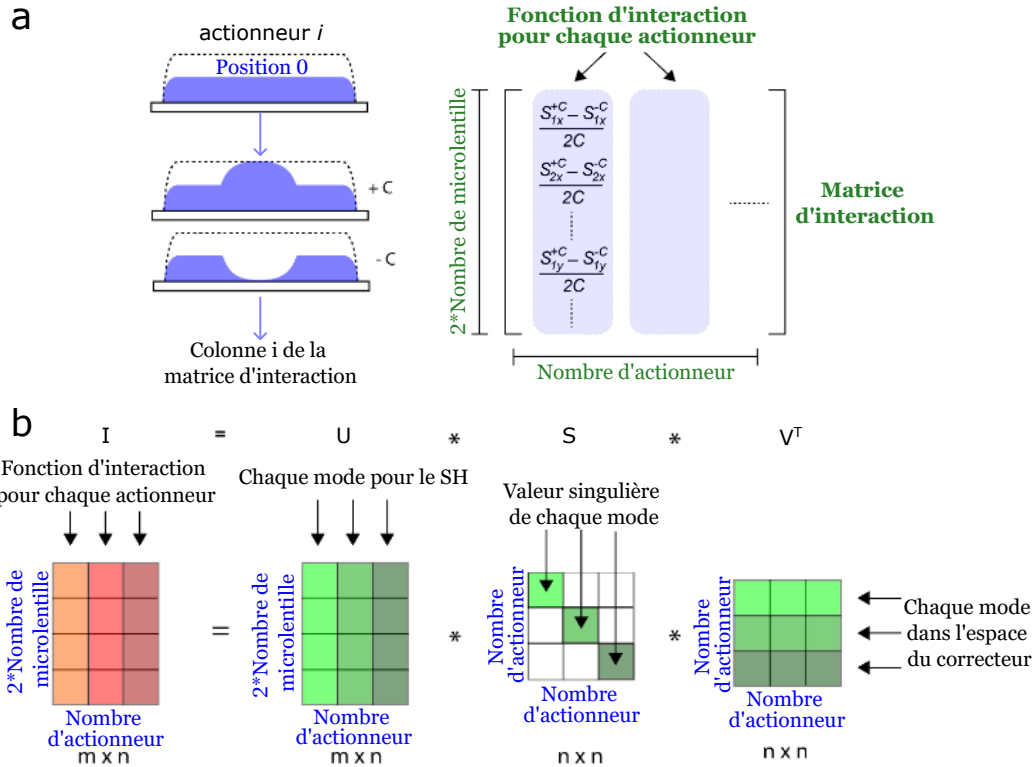 a
actionneur i
Position 0
+ C
- C
Colonne i de la
matrice d'interaction
Fonction d'interaction
pour chaque actionneur
2*Nombre de microlentille
S1x+C – S1x-C
2C
S2x+C – S2x-C
2C
S1y+C – S1y-C
2C
Matrice
d'interaction
Nombre d'actionneur
b
I = U * S * VT
Fonction d'interaction
pour chaque actionneur
Chaque mode pour le SH
Valeur singulière
de chaque mode
2*Nombre de
microlentille
=
2*Nombre de
microlentille
*
Nombre
d'actionneur
*
Nombre
d'actionneur
Chaque mode
dans l'espace
du correcteur
Nombre
d'actionneur
m x n
Nombre
d'actionneur
m x n
Nombre
d'actionneur
n x n
Nombre
d'actionneur
n x n